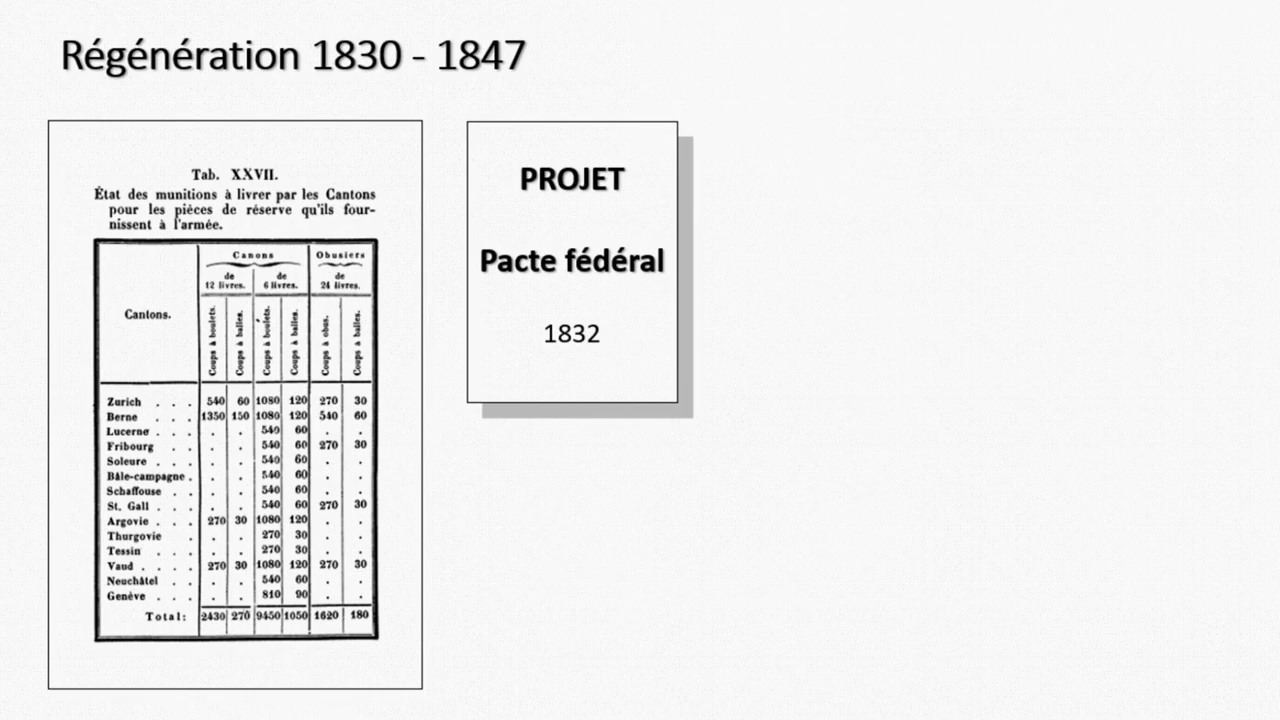 Régénération 1830 - 1847
Tab. XXVII.
État des munitions à livrer par les Cantons
pour les pièces de réserve qu'ils four-
nissent à l'armée.
Cantons. Canons Obusiers
de 12 livres. de 6 livres. de 24 livres.
Coups à boulets. Coups à balles. Coups à boulets. Coups à balles. Coups à obus. Coups à balles.
Zurich . . . 540 60 1080 120 270 30
Berne . . . 1350 150 1080 120 540 60
Lucerne . . . . . 540 60 . .
Fribourg . . . . 540 60 270 30
Soleure . . . . . 540 60 . .
Bâle-campagne . . . 540 60 . .
Schaffouse . . . . 540 60 . .
St. Gall . . . . . 540 60 270 30
Argovie . . . 270 30 1080 120 . .
Thurgovie . . . . 270 30 . .
Tessin . . . . . 270 30 . .
Vaud . . . . 270 30 1080 120 270 30
Neuchâtel . . . . 540 60 . .
Genève . . . . . 810 90 . .
Total: 2430 270 9450 1050 1620 180
PROJET
Pacte fédéral
1832